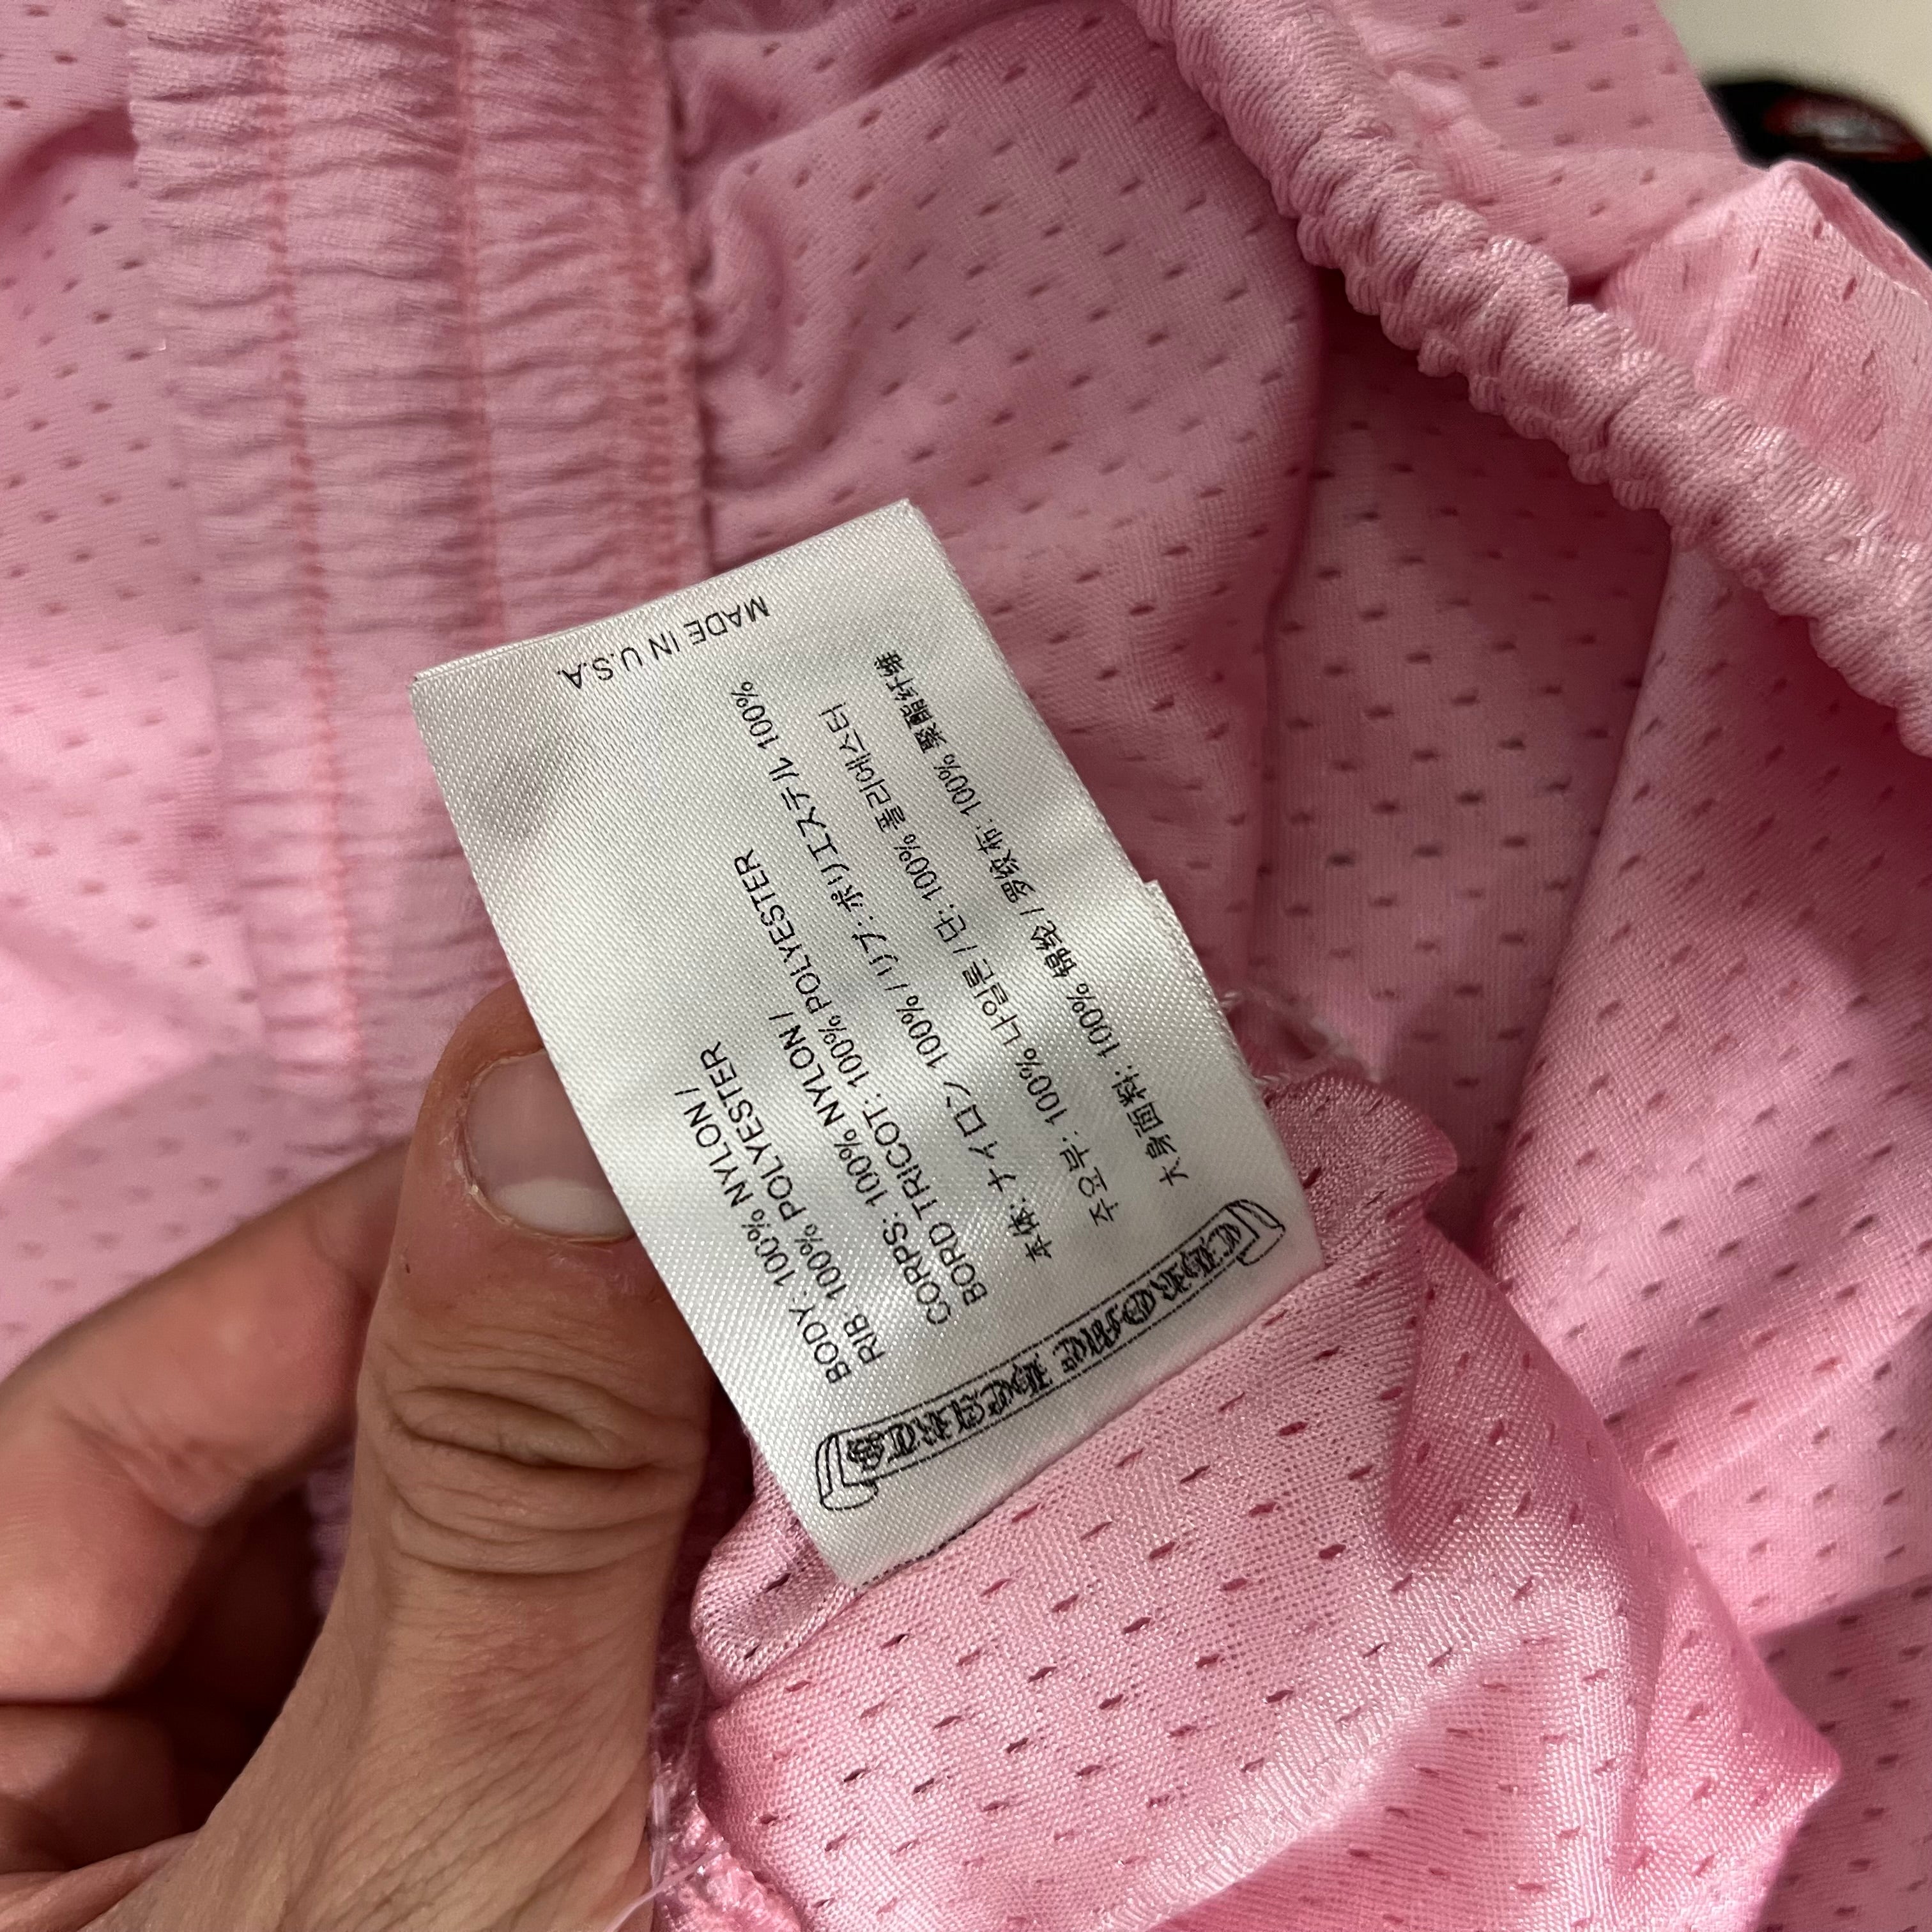 BODY: 100% NYLON /
RIB: 100% POLYESTER
CORPS: 100% NYLON /
BORD TRICOT: 100% POLYESTER
本体: ナイロン 100% / リブ: ポリエステル 100%
주요부: 100% 나일론 / 단: 100% 폴리에스터
大身面料: 100% 锦纶 / 罗纹布: 100% 聚酯纤维
MADE IN U.S.A.